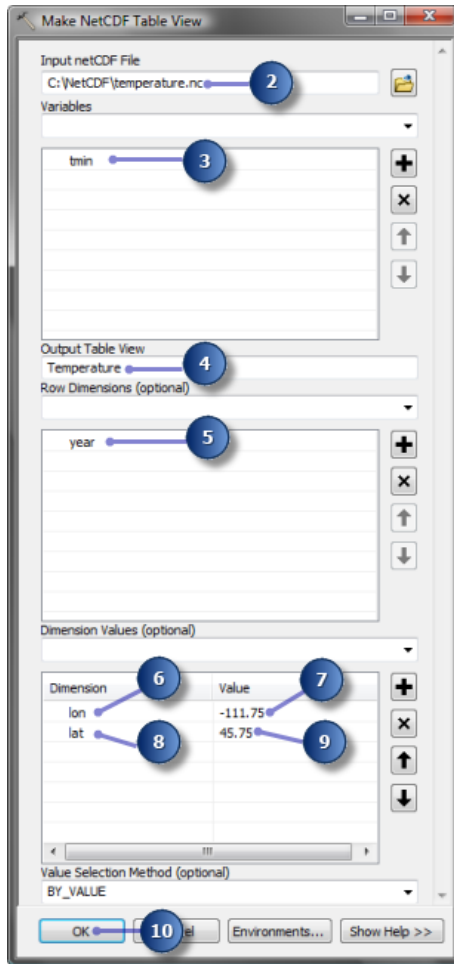 Make NetCDF Table View
Input netCDF File
C:\NetCDF\temperature.nc 2
Variables
tmin 3
Output Table View
Temperature 4
Row Dimensions (optional)
year 5
Dimension Values (optional)
Dimension Value
6 7
lon -111.75
lat 45.75
8 9
Value Selection Method (optional)
BY_VALUE
OK 10 el Environments... Show Help >>